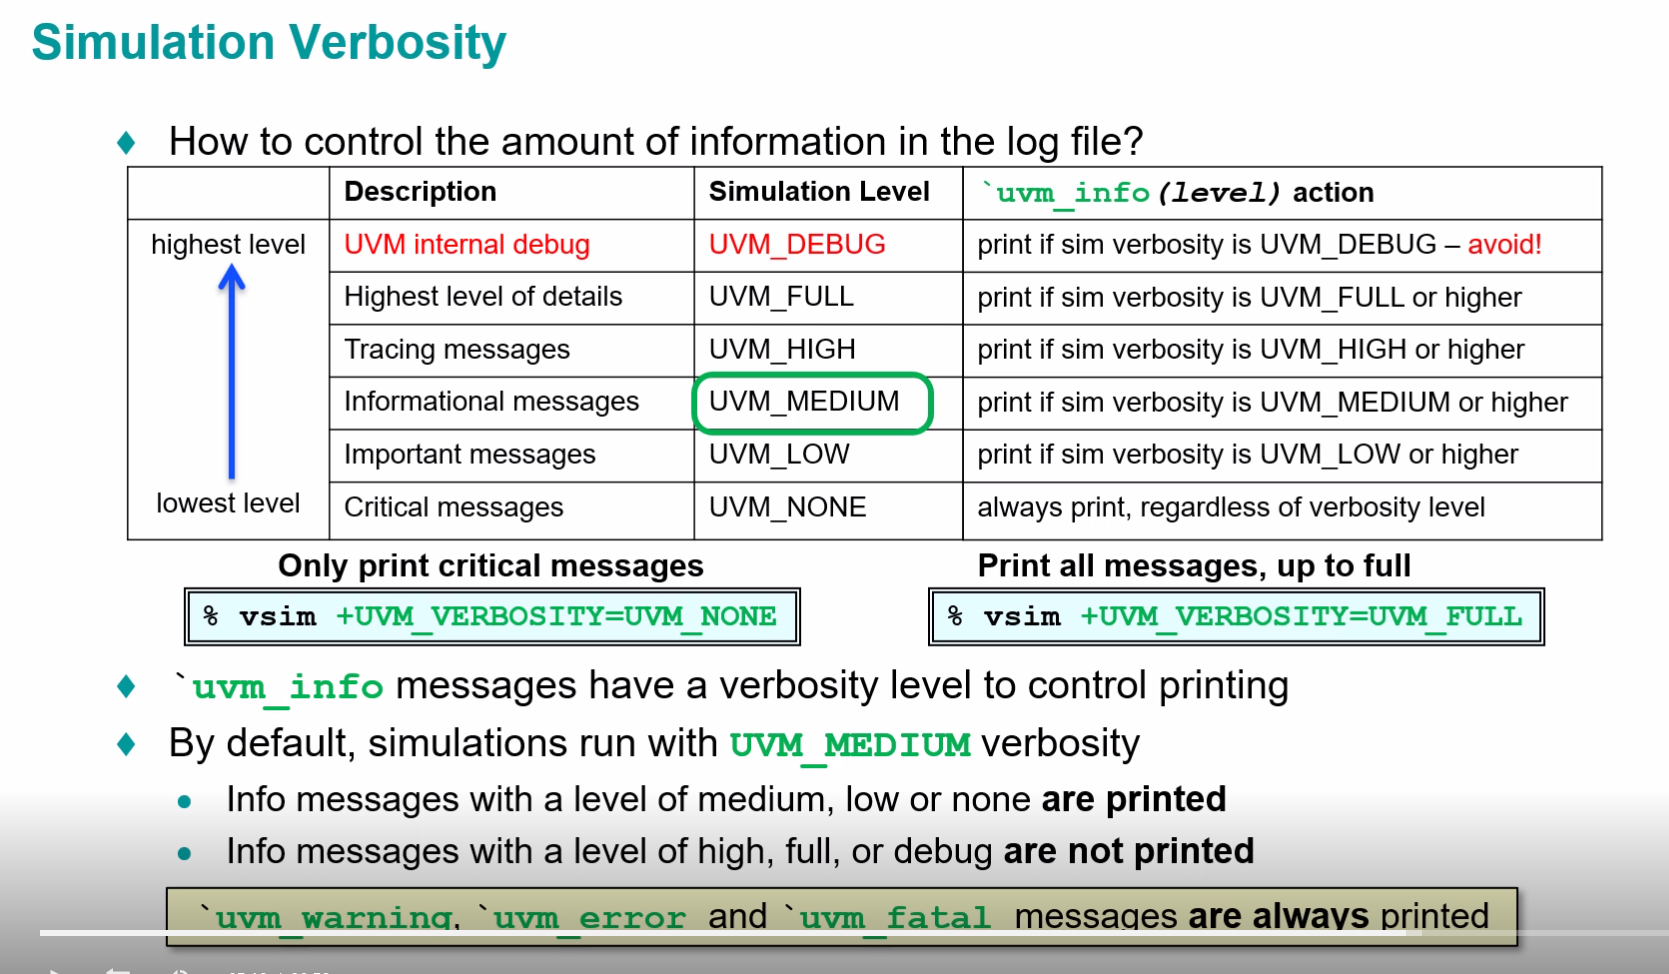 Simulation Verbosity
How to control the amount of information in the log file?
Description Simulation Level `uvm_info(level) action
highest level UVM internal debug UVM_DEBUG print if sim verbosity is UVM_DEBUG – avoid!
Highest level of details UVM_FULL print if sim verbosity is UVM_FULL or higher
Tracing messages UVM_HIGH print if sim verbosity is UVM_HIGH or higher
Informational messages UVM_MEDIUM print if sim verbosity is UVM_MEDIUM or higher
Important messages UVM_LOW print if sim verbosity is UVM_LOW or higher
lowest level Critical messages UVM_NONE always print, regardless of verbosity level
Only print critical messages Print all messages, up to full
% vsim +UVM_VERBOSITY=UVM_NONE % vsim +UVM_VERBOSITY=UVM_FULL
`uvm_info messages have a verbosity level to control printing
By default, simulations run with UVM_MEDIUM verbosity
Info messages with a level of medium, low or none are printed
Info messages with a level of high, full, or debug are not printed
`uvm_warning, `uvm_error and `uvm_fatal messages are always printed